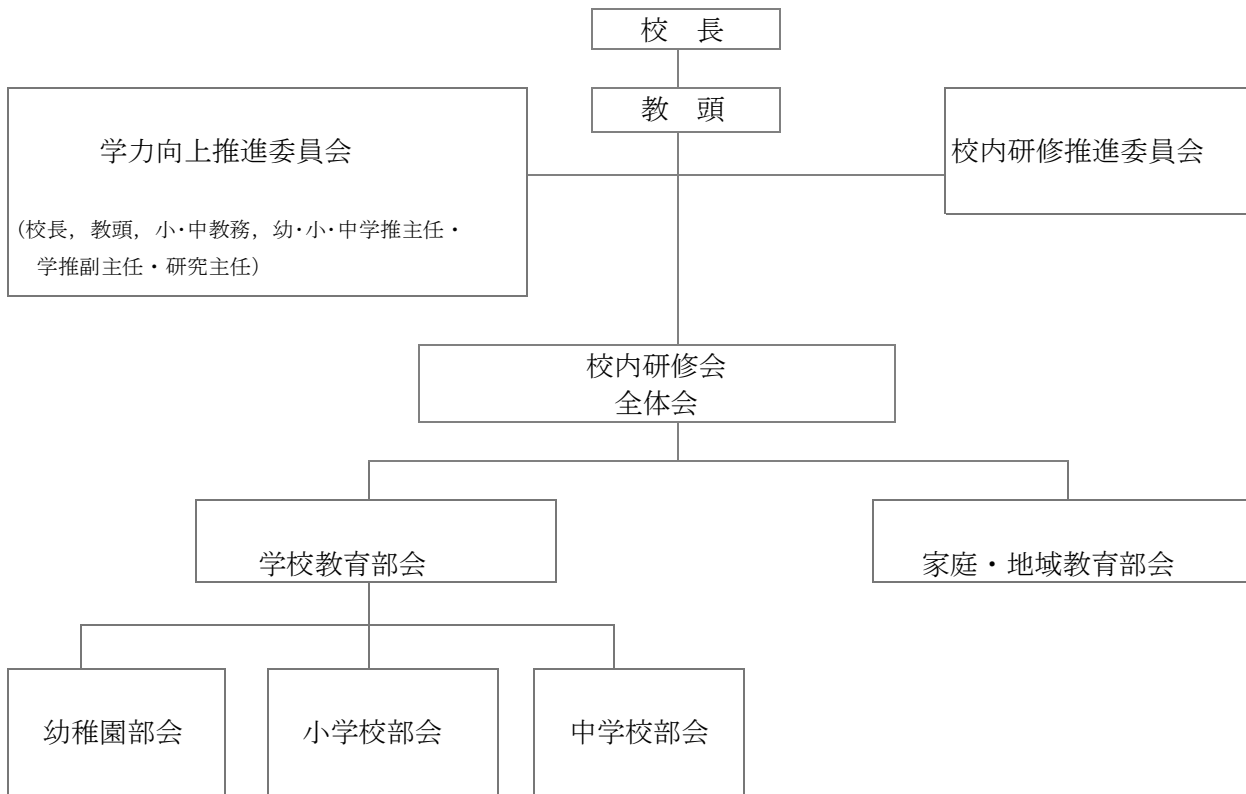 校　長
教　頭
学力向上推進委員会
校内研修推進委員会
(校長, 教頭, 小・中教務, 幼・小・中学推主任・
学推副主任・研究主任)
校内研修会
全体会
学校教育部会
家庭・地域教育部会
幼稚園部会
小学校部会
中学校部会